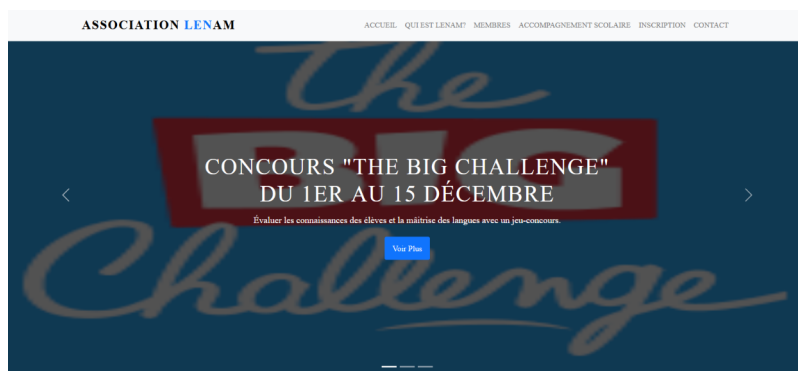 ASSOCIATION LENAM
ACCUEIL QUI EST LENAM? MEMBRES ACCOMPAGNEMENT SCOLAIRE INSCRIPTION CONTACT
The
BIG
Challenge
CONCOURS "THE BIG CHALLENGE"
DU 1ER AU 15 DÉCEMBRE
Évaluer les connaissances des élèves et la mâitrise des langues avec un jeu-concours.
Voir Plus